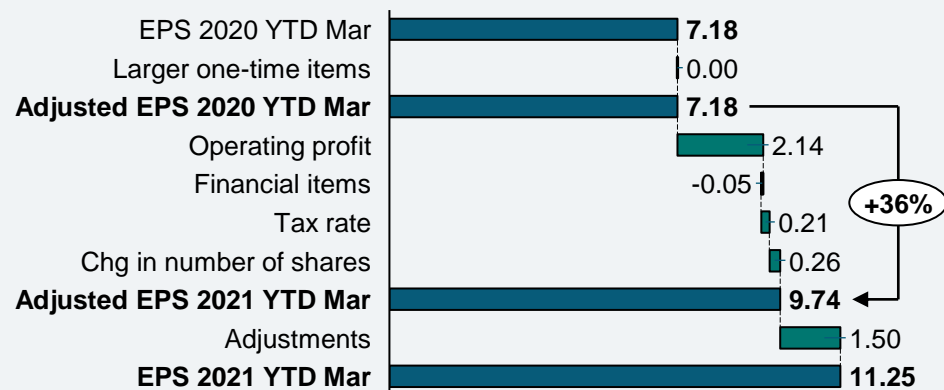 EPS 2020 YTD Mar 7.18
Larger one-time items 0.00
Adjusted EPS 2020 YTD Mar 7.18
Operating profit 2.14
Financial items -0.05
+36%
Tax rate 0.21
Chg in number of shares 0.26
Adjusted EPS 2021 YTD Mar 9.74
Adjustments 1.50
EPS 2021 YTD Mar 11.25